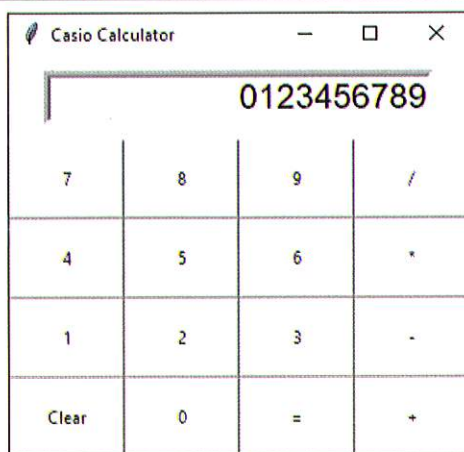 Casio Calculator
0123456789
7 8 9 /
4 5 6 *
1 2 3 -
Clear 0 = +